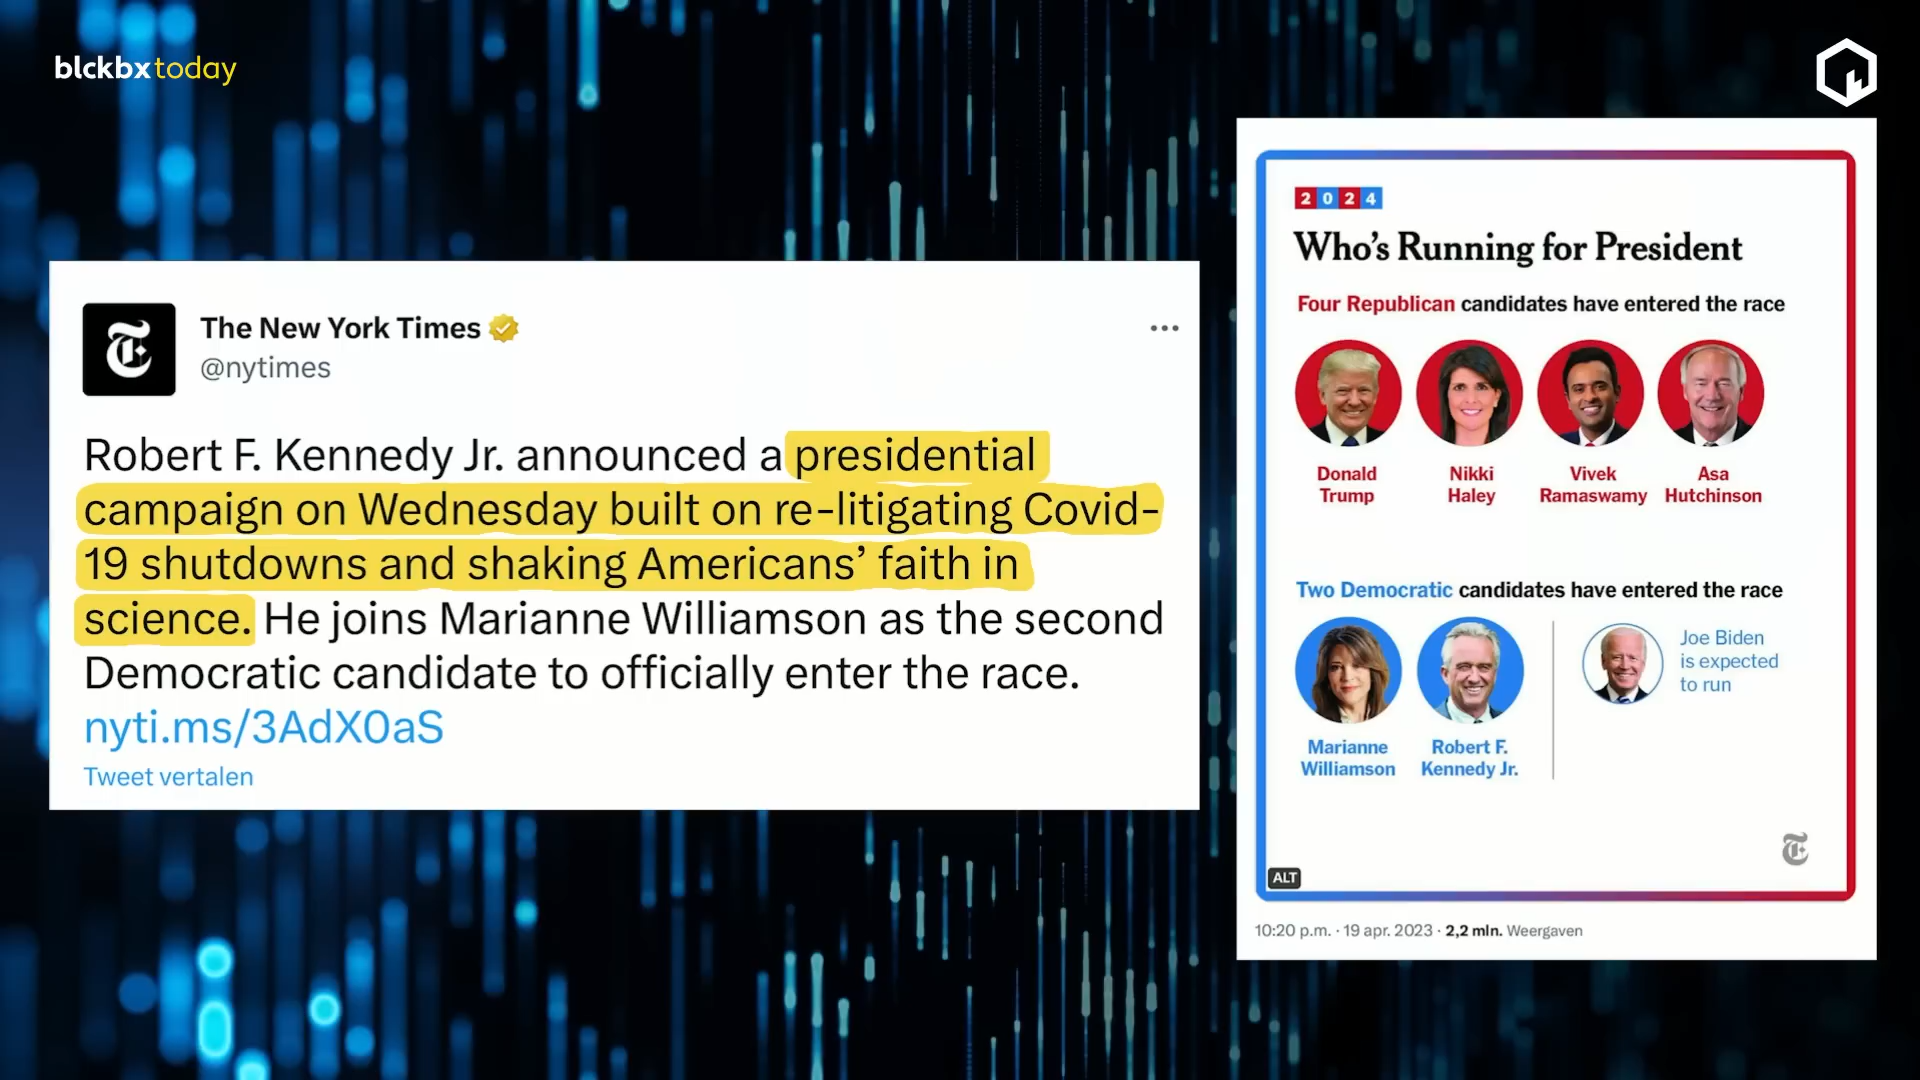 blckbxtoday
The New York Times
@nytimes
Robert F. Kennedy Jr. announced a presidential
campaign on Wednesday built on re-litigating Covid-
19 shutdowns and shaking Americans’ faith in
science. He joins Marianne Williamson as the second
Democratic candidate to officially enter the race.
nyti.ms/3AdX0aS
Tweet vertalen
2024
Who’s Running for President
Four Republican candidates have entered the race
Donald
Trump
Nikki
Haley
Vivek
Ramaswamy
Asa
Hutchinson
Two Democratic candidates have entered the race
Marianne
Williamson
Robert F.
Kennedy Jr.
Joe Biden
is expected
to run
ALT
10:20 p.m. · 19 apr. 2023 · 2,2 mln. Weergaven